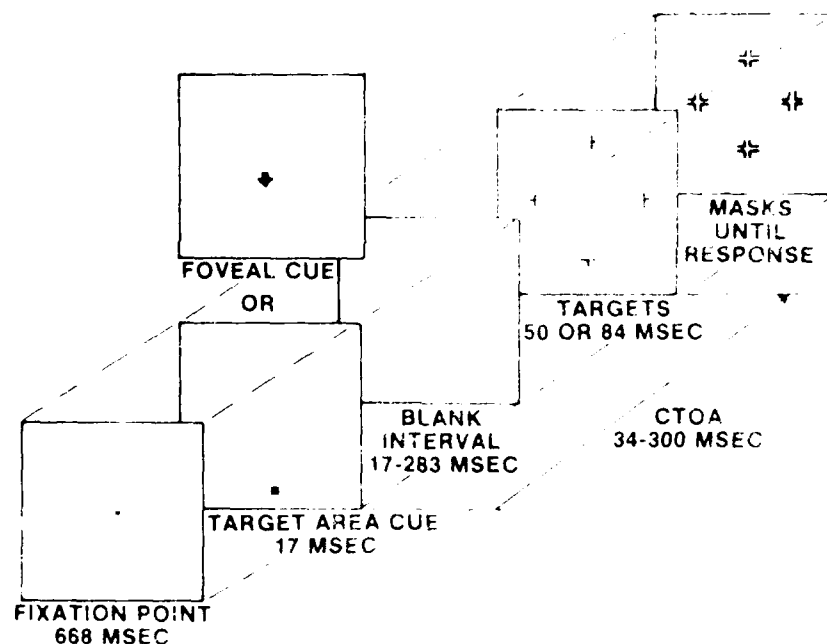 FOVEAL CUE
OR
TARGET AREA CUE
17 MSEC
FIXATION POINT
668 MSEC
BLANK
INTERVAL
17-283 MSEC
TARGETS
50 OR 84 MSEC
MASKS
UNTIL
RESPONSE
CTOA
34-300 MSEC